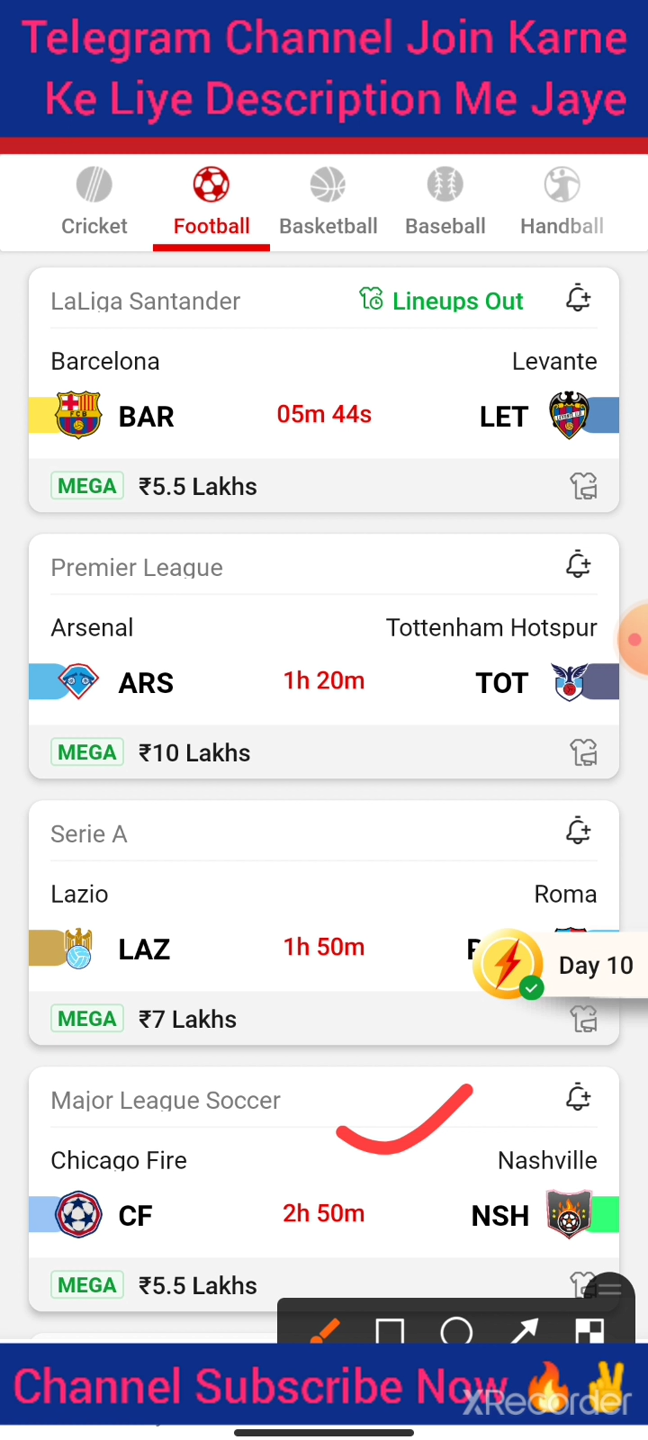 Telegram Channel Join Karne
Ke Liye Description Me Jaye
Cricket Football Basketball Baseball Handball
LaLiga Santander Lineups Out
Barcelona Levante
BAR 05m 44s LET
MEGA ₹5.5 Lakhs
Premier League
Arsenal Tottenham Hotspur
ARS 1h 20m TOT
MEGA ₹10 Lakhs
Serie A
Lazio Roma
LAZ 1h 50m
Day 10
MEGA ₹7 Lakhs
Major League Soccer
Chicago Fire Nashville
CF 2h 50m NSH
MEGA ₹5.5 Lakhs
Channel Subscribe Now 🔥✌
XRecorder